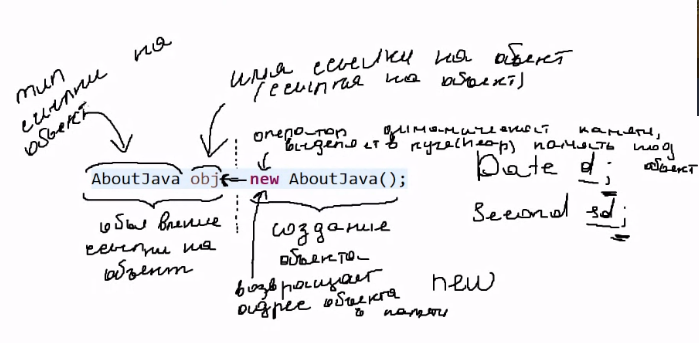 тип
ссылки на
объект
имя ссылки на объект
(ссылка на объект)
оператор динамической памяти,
выделяет в куче(heap) память под
объект
AboutJava obj ← new AboutJava();
Date d;
Second sd;
объявление
ссылки на
объект
создание
объекта
возвращает
адрес объекта
в памяти
new